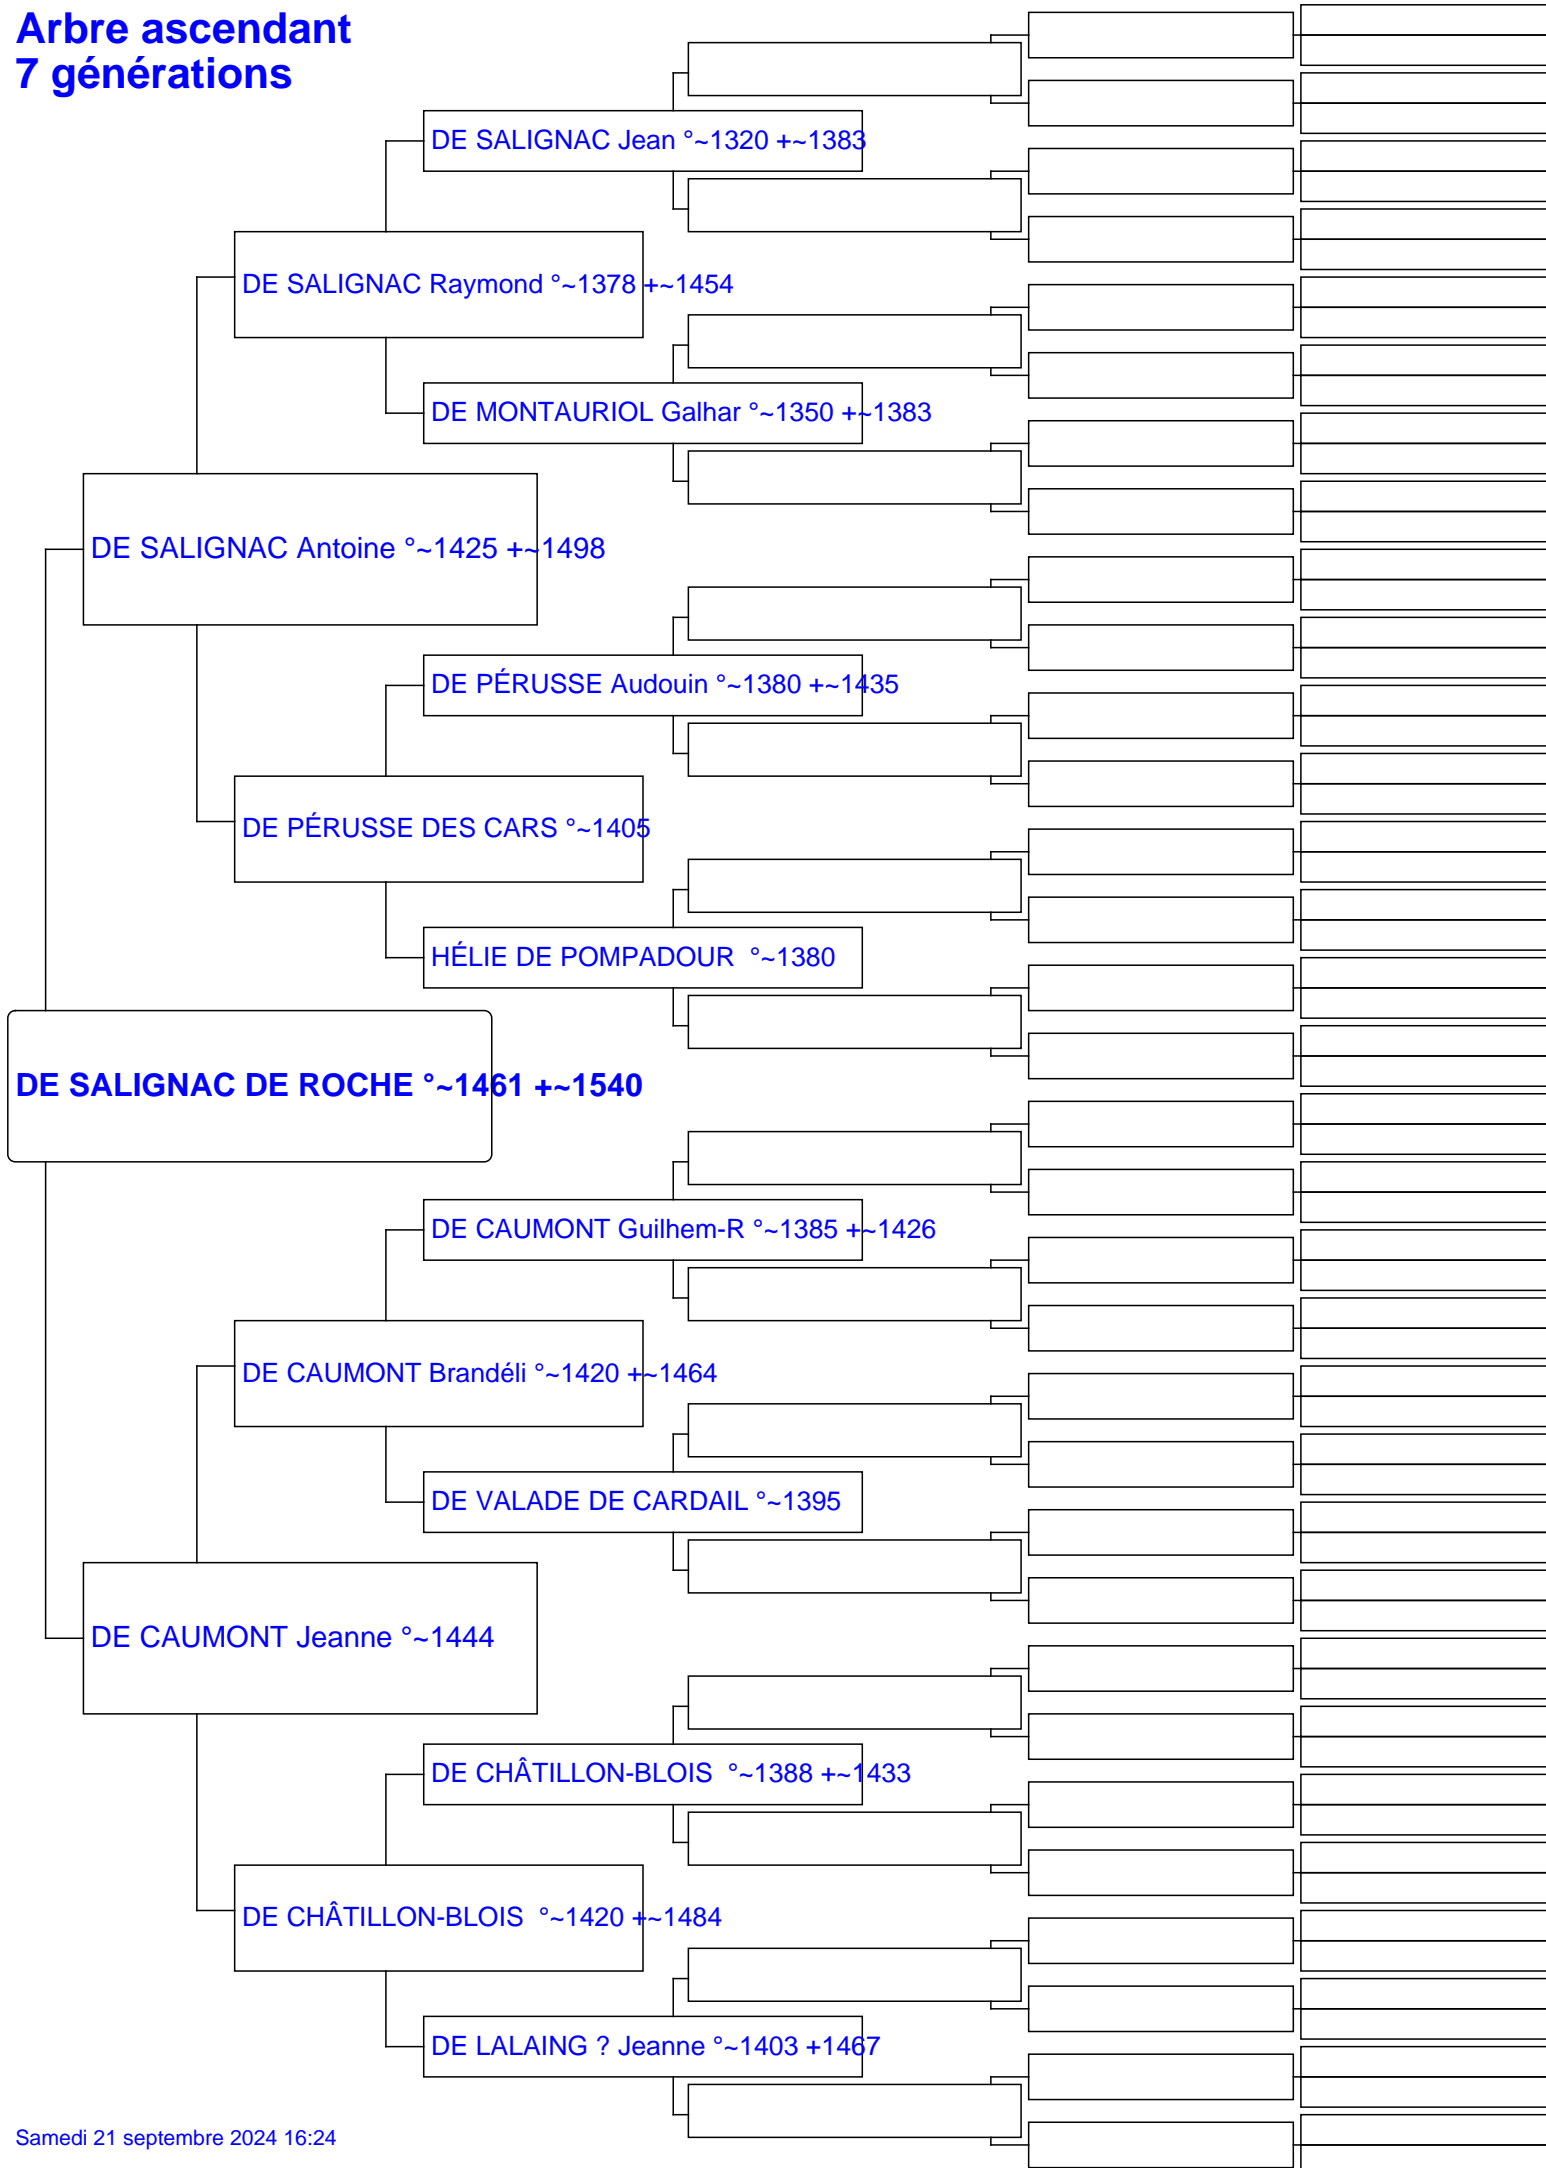 Arbre ascendant
7 générations
DE SALIGNAC Jean °~1320 +~1383
DE SALIGNAC Raymond °~1378 +~1454
DE MONTAURIOL Galhar °~1350 +~1383
DE SALIGNAC Antoine °~1425 +~1498
DE PÉRUSSE Audouin °~1380 +~1435
DE PÉRUSSE DES CARS °~1405
HÉLIE DE POMPADOUR °~1380
DE SALIGNAC DE ROCHE °~1461 +~1540
DE CAUMONT Guilhem-R °~1385 +~1426
DE CAUMONT Brandéli °~1420 +~1464
DE VALADE DE CARDAIL °~1395
DE CAUMONT Jeanne °~1444
DE CHÂTILLON-BLOIS °~1388 +~1433
DE CHÂTILLON-BLOIS °~1420 +~1484
DE LALAING ? Jeanne °~1403 +1467
Samedi 21 septembre 2024 16:24